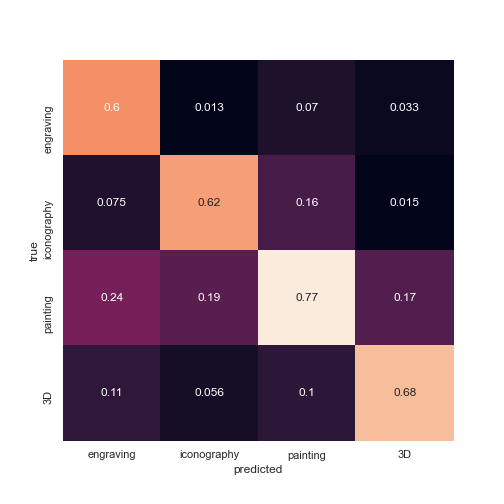 engraving 0.6 0.013 0.07 0.033
iconography 0.075 0.62 0.16 0.015
painting 0.24 0.19 0.77 0.17
3D 0.11 0.056 0.1 0.68
true
engraving iconography painting 3D
predicted